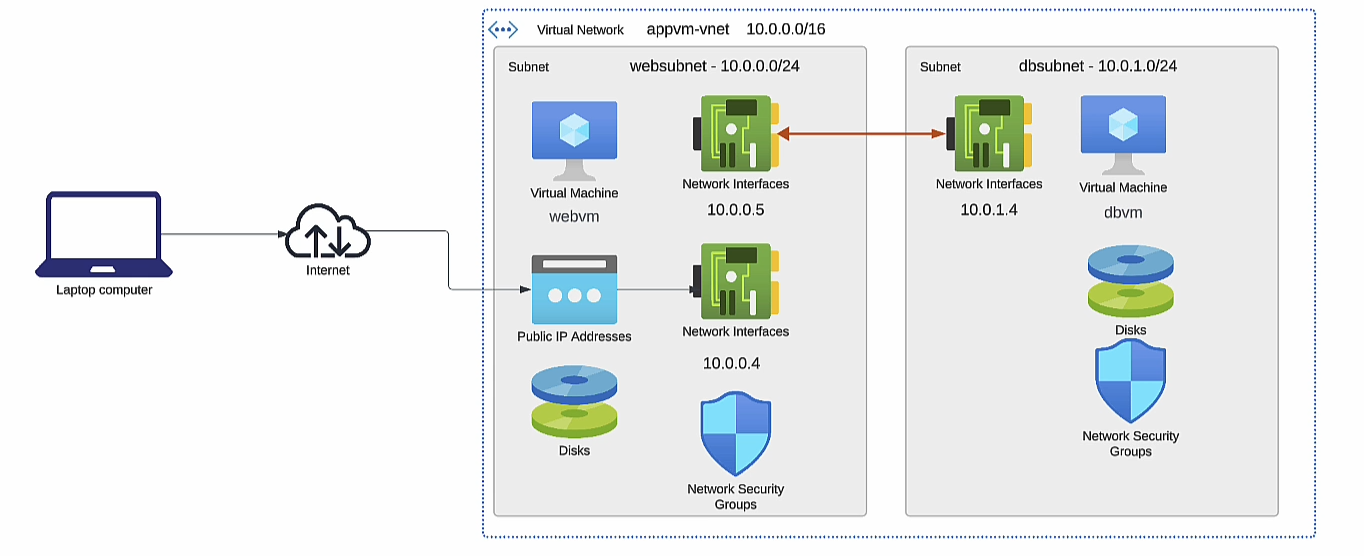 Virtual Network appvm-vnet 10.0.0.0/16
Subnet websubnet - 10.0.0.0/24
Virtual Machine
webvm
Network Interfaces
10.0.0.5
Public IP Addresses
Network Interfaces
10.0.0.4
Disks
Network Security
Groups
Subnet dbsubnet - 10.0.1.0/24
Network Interfaces
10.0.1.4
Virtual Machine
dbvm
Disks
Network Security
Groups
Laptop computer
Internet